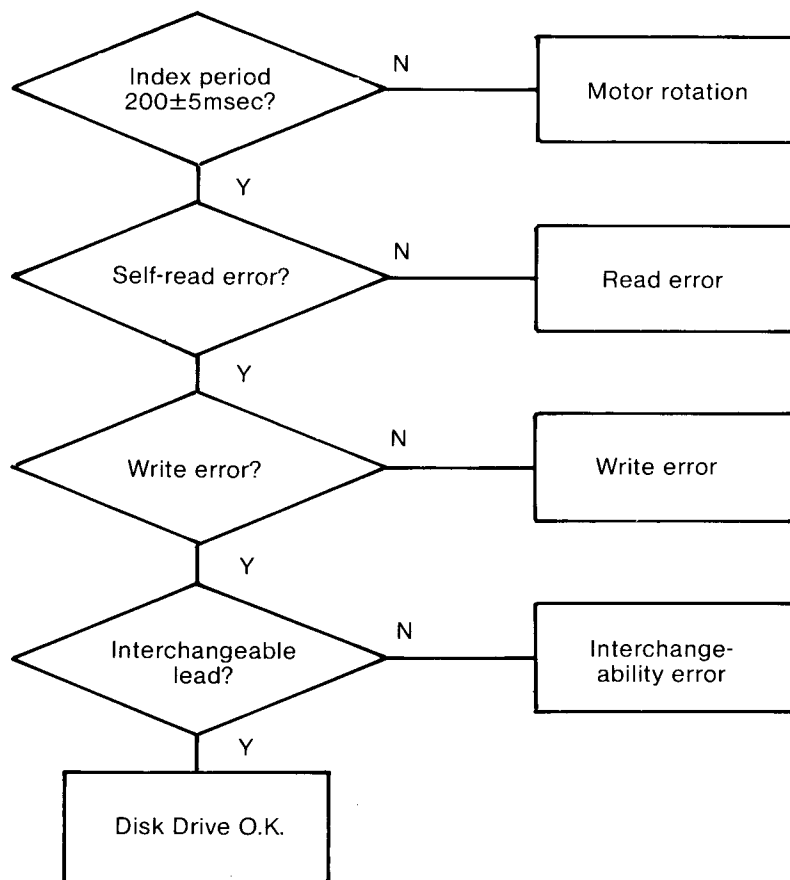 Index period
200±5msec?
N
Motor rotation
Y
Self-read error?
N
Read error
Y
Write error?
N
Write error
Y
Interchangeable
lead?
N
Interchange-
ability error
Y
Disk Drive O.K.